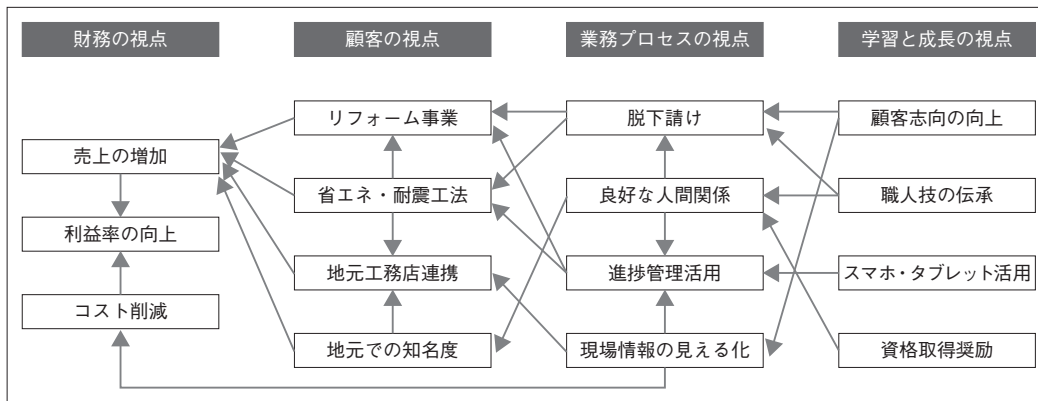 財務の視点
顧客の視点
業務プロセスの視点
学習と成長の視点
売上の増加
利益率の向上
コスト削減
リフォーム事業
省エネ・耐震工法
地元工務店連携
地元での知名度
脱下請け
良好な人間関係
進捗管理活用
現場情報の見える化
顧客志向の向上
職人技の伝承
スマホ・タブレット活用
資格取得奨励